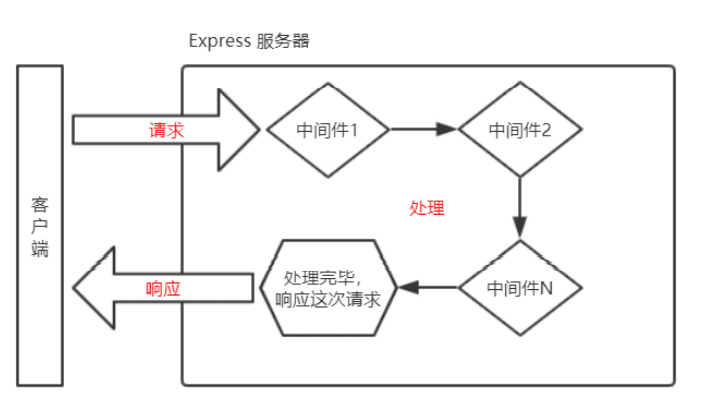 Express 服务器
请求
中间件1
中间件2
客
户
端
处理
响应
处理完毕，
响应这次请求
中间件N